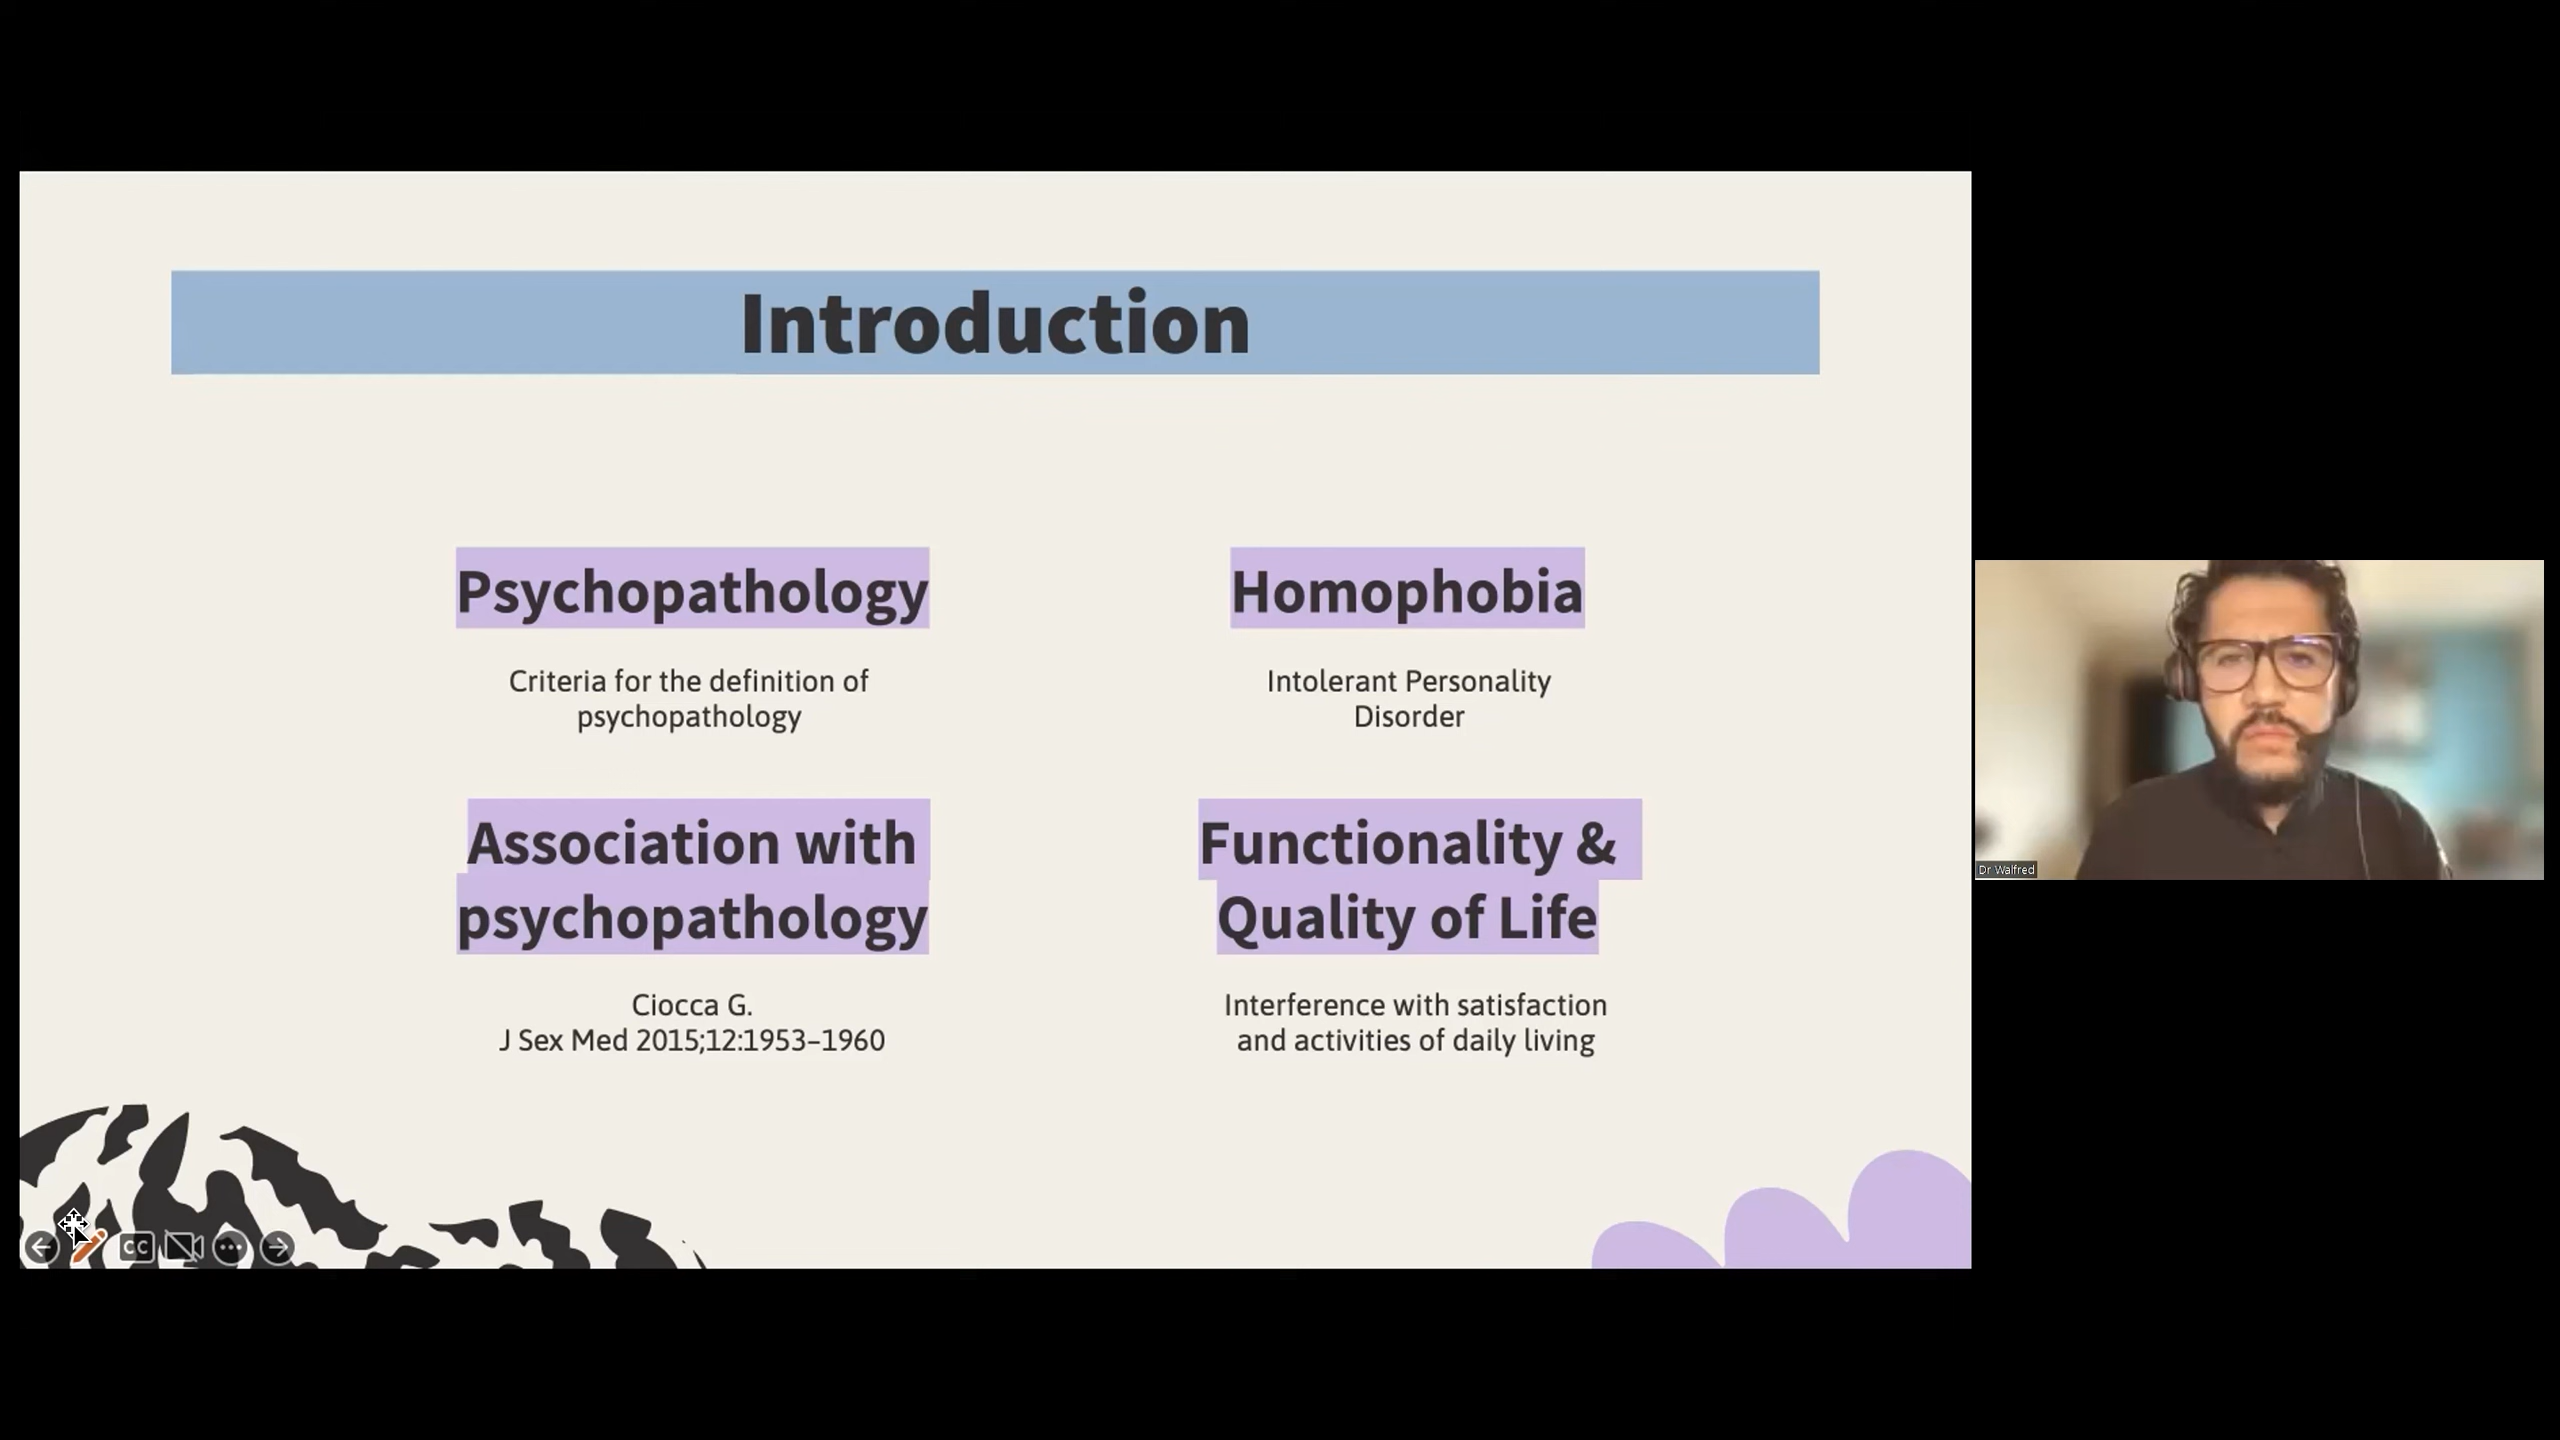 Introduction
Psychopathology
Criteria for the definition of
psychopathology
Homophobia
Intolerant Personality
Disorder
Association with
psychopathology
Ciocca G.
J Sex Med 2015;12:1953–1960
Functionality &
Quality of Life
Interference with satisfaction
and activities of daily living
CC
Dr Walfred